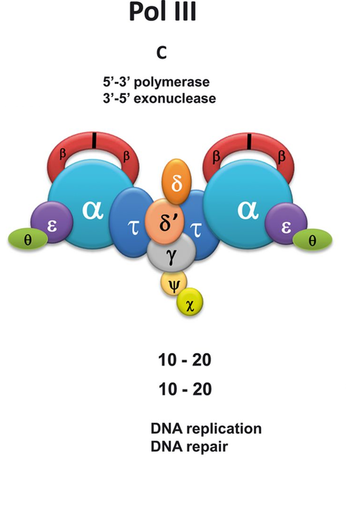 Pol III
C
5'-3' polymerase
3'-5' exonuclease
β β β β
δ
α α
δ'
τ τ
ε ε
θ θ
γ
ψ
χ
10 - 20
10 - 20
DNA replication
DNA repair